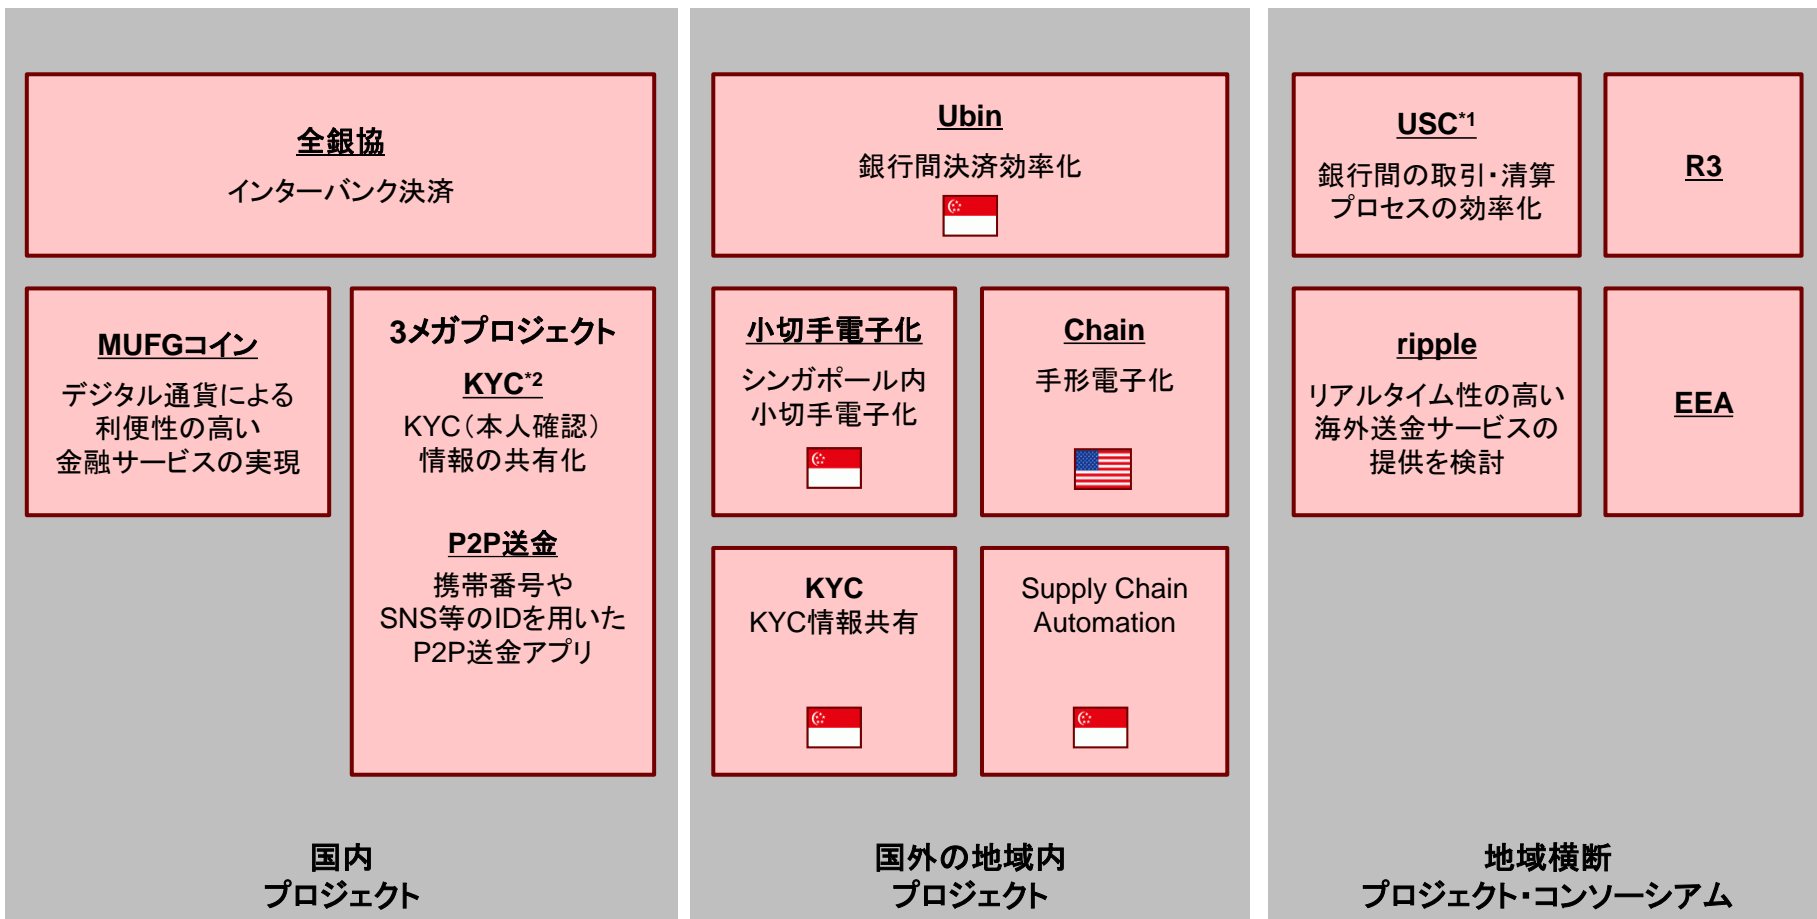 全銀協
インターバンク決済
MUFGコイン
デジタル通貨による
利便性の高い
金融サービスの実現
3メガプロジェクト
KYC*2
KYC（本人確認）
情報の共有化
P2P送金
携帯番号や
SNS等のIDを用いた
P2P送金アプリ
国内
プロジェクト
Ubin
銀行間決済効率化
小切手電子化
シンガポール内
小切手電子化
Chain
手形電子化
KYC
KYC情報共有
Supply Chain
Automation
国外の地域内
プロジェクト
USC*1
銀行間の取引・清算
プロセスの効率化
R3
ripple
リアルタイム性の高い
海外送金サービスの
提供を検討
EEA
地域横断
プロジェクト・コンソーシアム